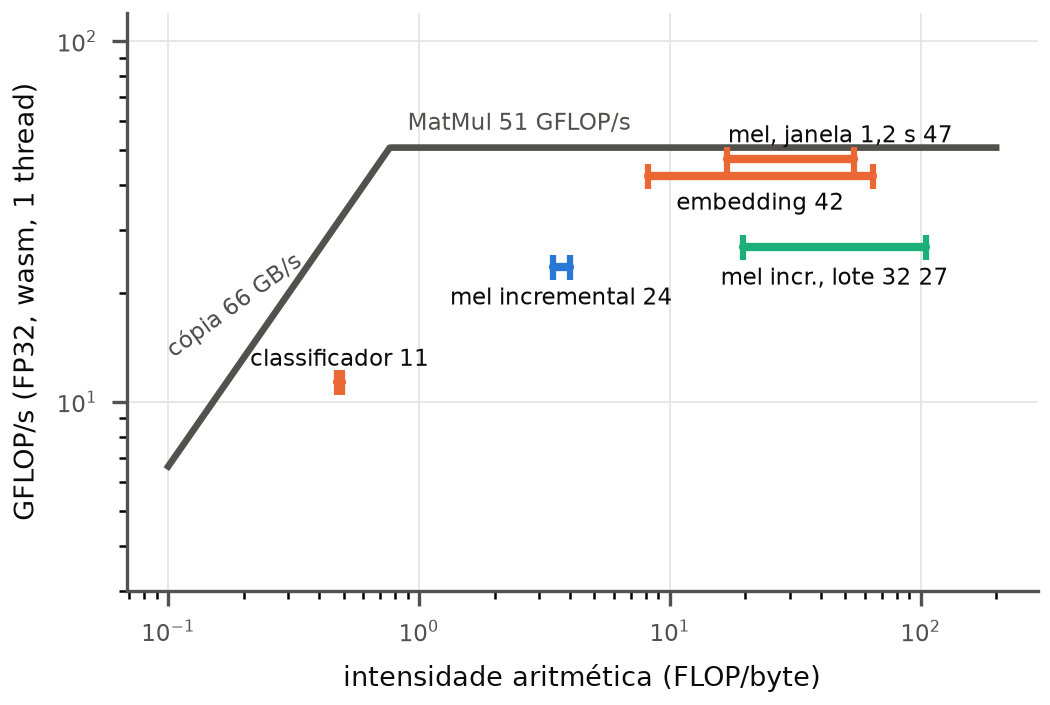 10²
MatMul 51 GFLOP/s
mel, janela 1,2 s 47
embedding 42
cópia 66 GB/s
mel incr., lote 32 27
mel incremental 24
classificador 11
10¹
GFLOP/s (FP32, wasm, 1 thread)
10⁻¹ 10⁰ 10¹ 10²
intensidade aritmética (FLOP/byte)